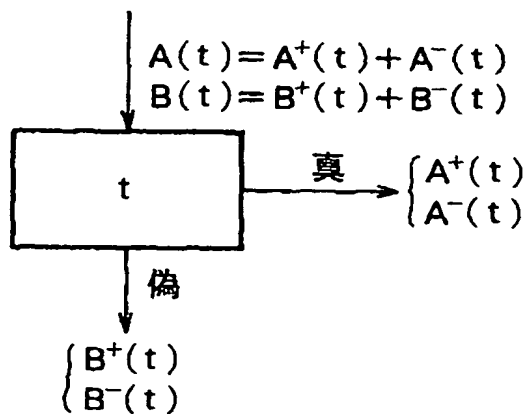 A(t)=A⁺(t)+A⁻(t)
B(t)=B⁺(t)+B⁻(t)
t
真
A⁺(t)
A⁻(t)
偽
B⁺(t)
B⁻(t)